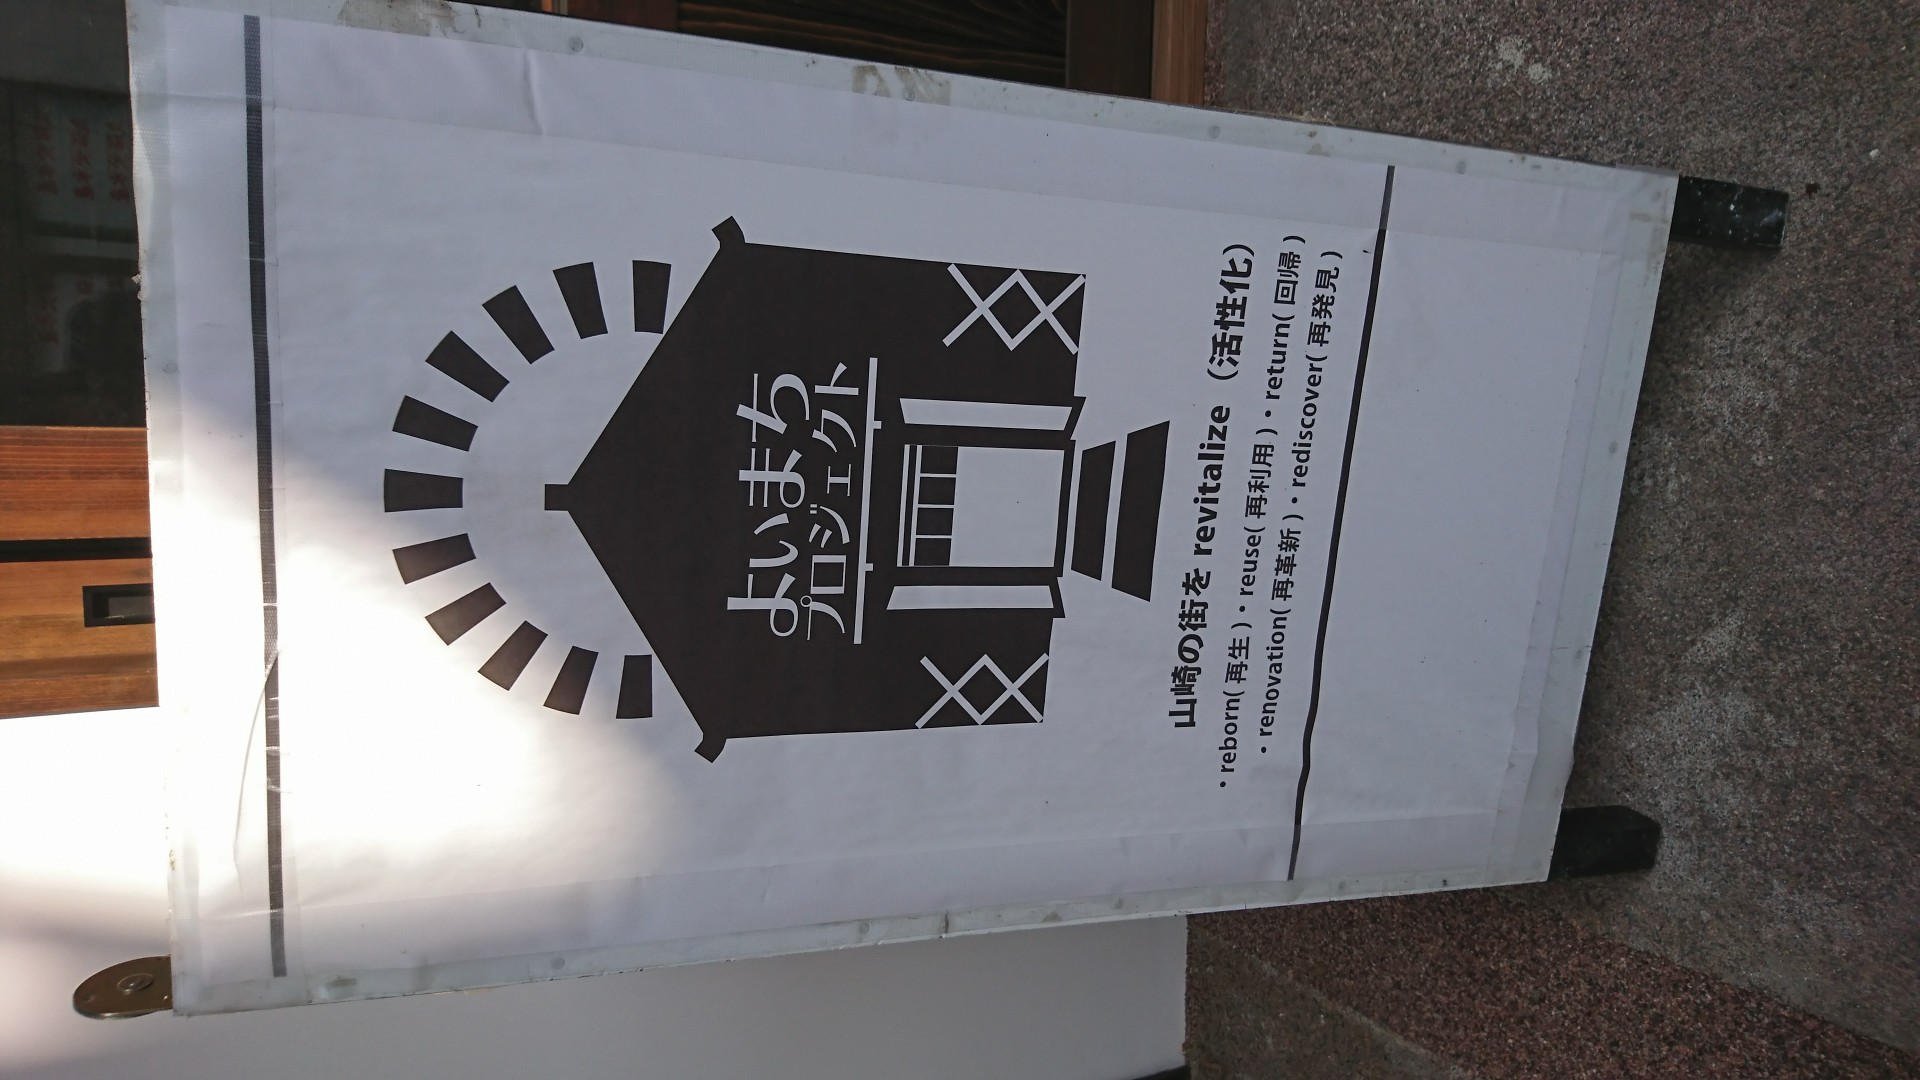 よいまち
プロジェクト
山崎の街を revitalize（活性化）
・reborn( 再生 )・reuse( 再利用 )・return( 回帰 )
・renovation( 再革新 )・rediscover( 再発見 )